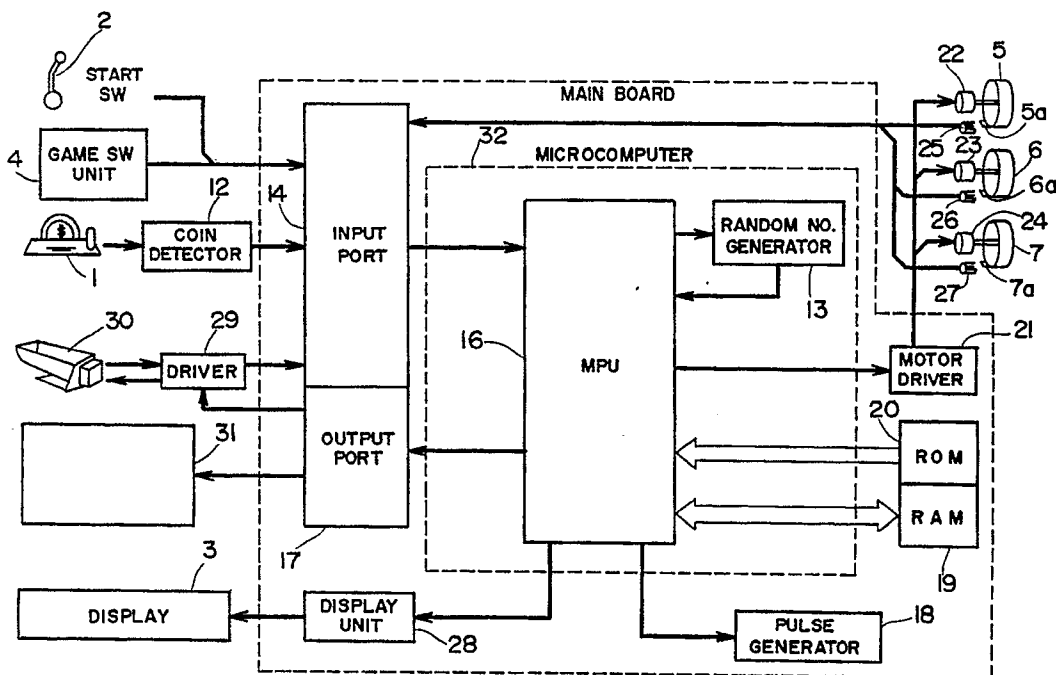 2
START
SW
4
GAME SW
UNIT
12
COIN
DETECTOR
1
30
29
DRIVER
31
3
DISPLAY
MAIN BOARD
32
MICROCOMPUTER
14
INPUT
PORT
OUTPUT
PORT
17
16
MPU
RANDOM NO.
GENERATOR
13
DISPLAY
UNIT
28
PULSE
GENERATOR
18
22
5
5a
25
23
6
6a
26
24
7
7a
27
21
MOTOR
DRIVER
20
ROM
RAM
19